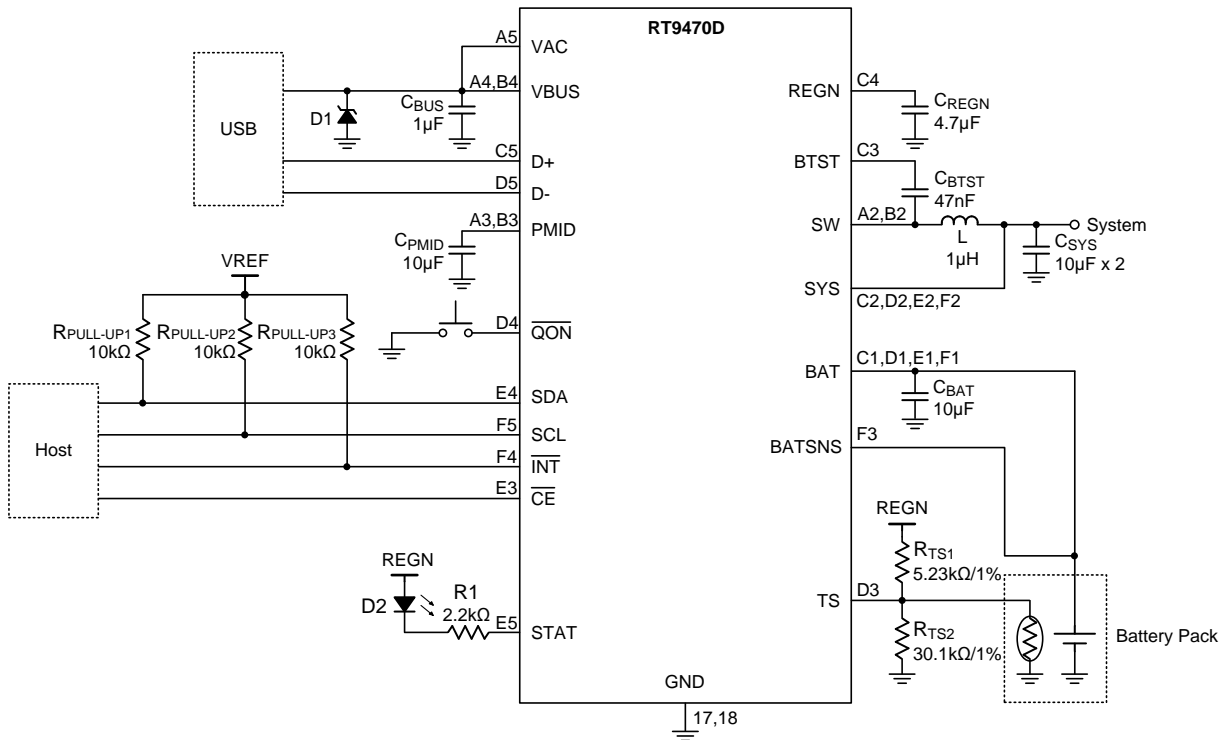 RT9470D
A5
VAC
A4,B4
VBUS
USB
D1
CBUS
1µF
C5
D+
D5
D-
A3,B3
PMID
CPMID
10µF
VREF
RPULL-UP1
10kΩ
RPULL-UP2
10kΩ
RPULL-UP3
10kΩ
D4
QON
Host
E4
SDA
F5
SCL
F4
INT
E3
CE
REGN
D2
R1
2.2kΩ
E5
STAT
GND
17,18
REGN
C4
CREGN
4.7µF
BTST
C3
CBTST
47nF
SW
A2,B2
L
1µH
System
CSYS
10µF x 2
SYS
C2,D2,E2,F2
BAT
C1,D1,E1,F1
CBAT
10µF
BATSNS
F3
REGN
RTS1
5.23kΩ/1%
TS
D3
RTS2
30.1kΩ/1%
Battery Pack